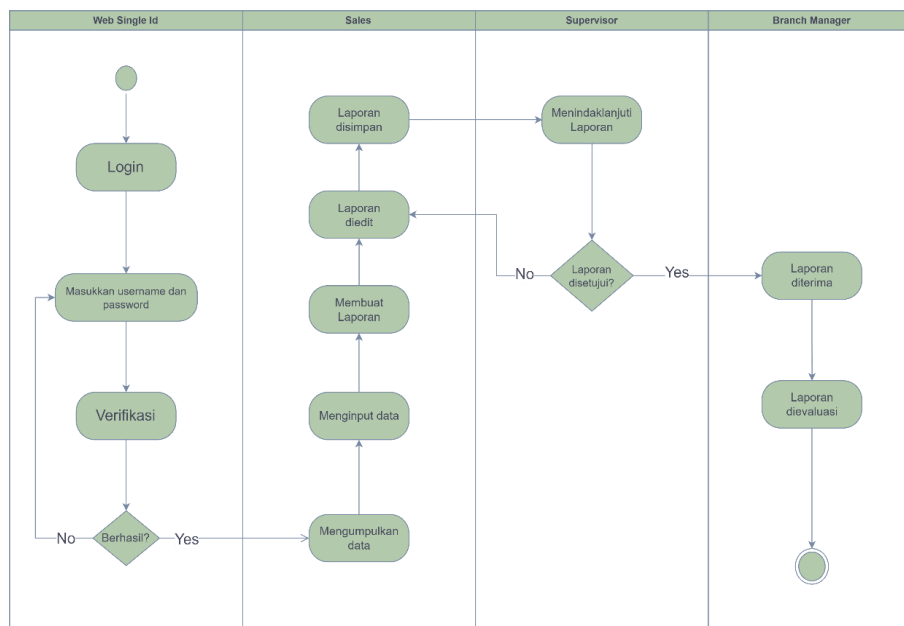 Web Single Id
Sales
Supervisor
Branch Manager
Login
Masukkan username dan
password
Verifikasi
Berhasil?
No
Yes
Laporan
disimpan
Laporan
diedit
Membuat
Laporan
Menginput data
Mengumpulkan
data
Menindaklanjuti
Laporan
Laporan
disetujui?
No
Yes
Laporan
diterima
Laporan
dievaluasi